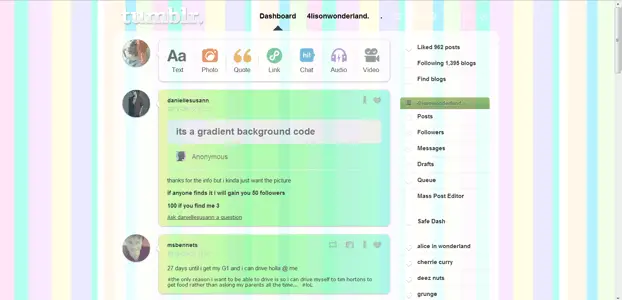 tumblr.
Dashboard 4lisonwonderland. .
Aa
Text Photo Quote Link Chat Audio Video
hi!
Liked 962 posts
Following 1,395 blogs
Find blogs
Posts
Followers
Messages
Drafts
Queue
Mass Post Editor
Safe Dash
alice in wonderland
cherrie curry
deez nuts
grunge
daniellesusann
its a gradient background code
Anonymous
thanks for the info but i kinda just want the picture
if anyone finds it i will gain you 50 followers
100 if you find me 3
Ask daniellesusann a question
msbennets
27 days until i get my G1 and i can drive holla @ me
#the only reason i want to be able to drive is so i can drive myself to tim hortons to
get food rather than asking my parents all the time... #loL